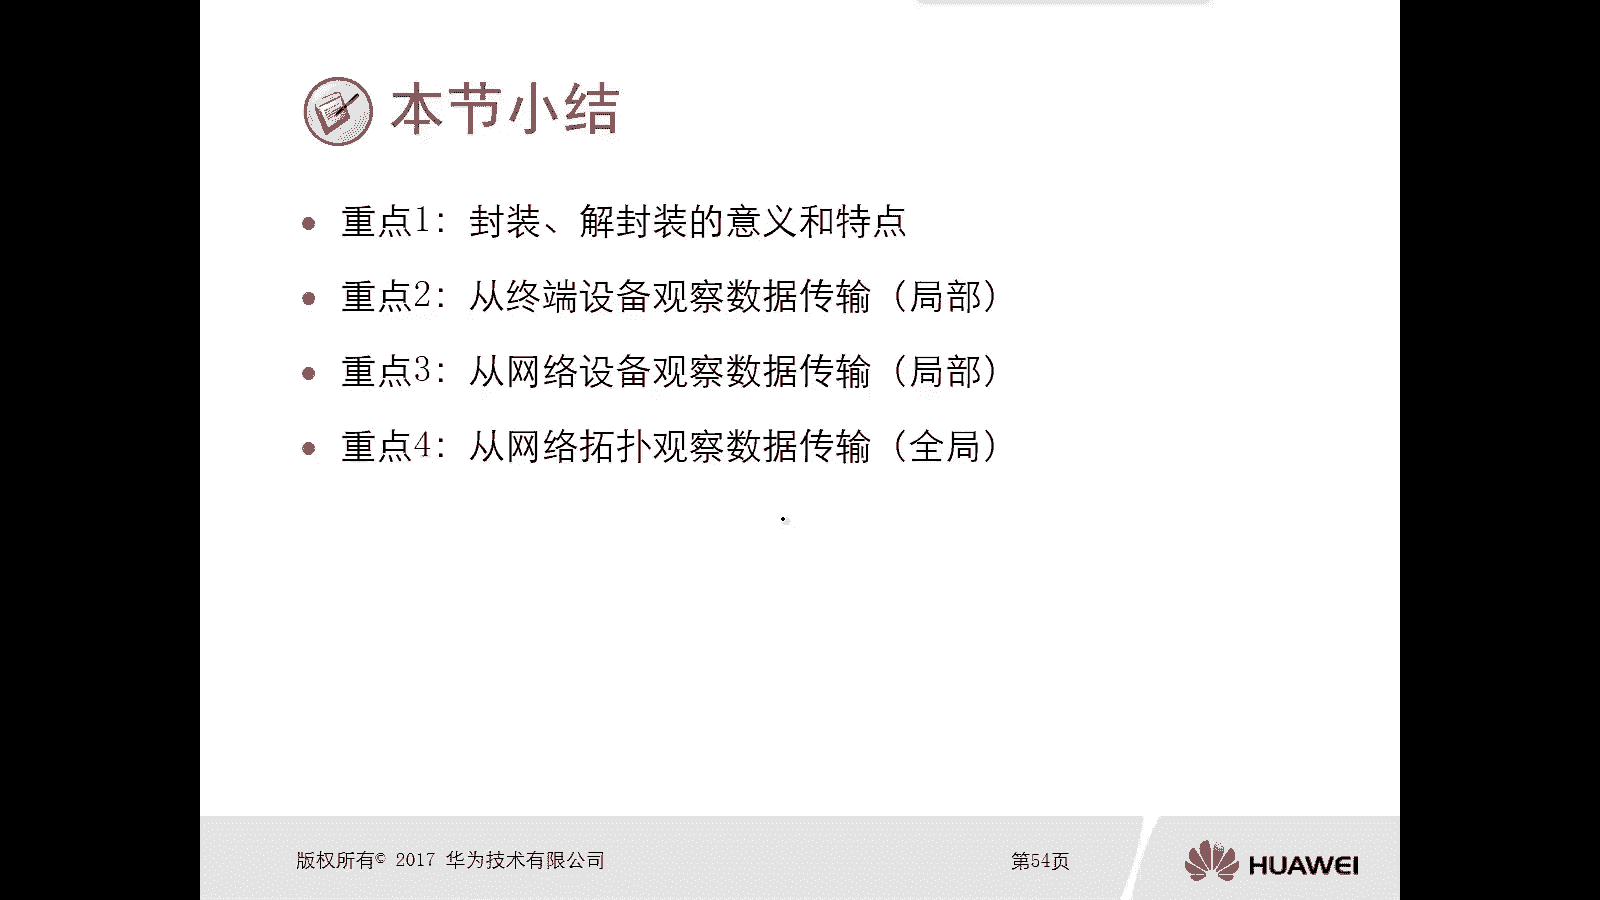 本节小结
重点1：封装、解封装的意义和特点
重点2：从终端设备观察数据传输（局部）
重点3：从网络设备观察数据传输（局部）
重点4：从网络拓扑观察数据传输（全局）
版权所有© 2017 华为技术有限公司
第54页
HUAWEI